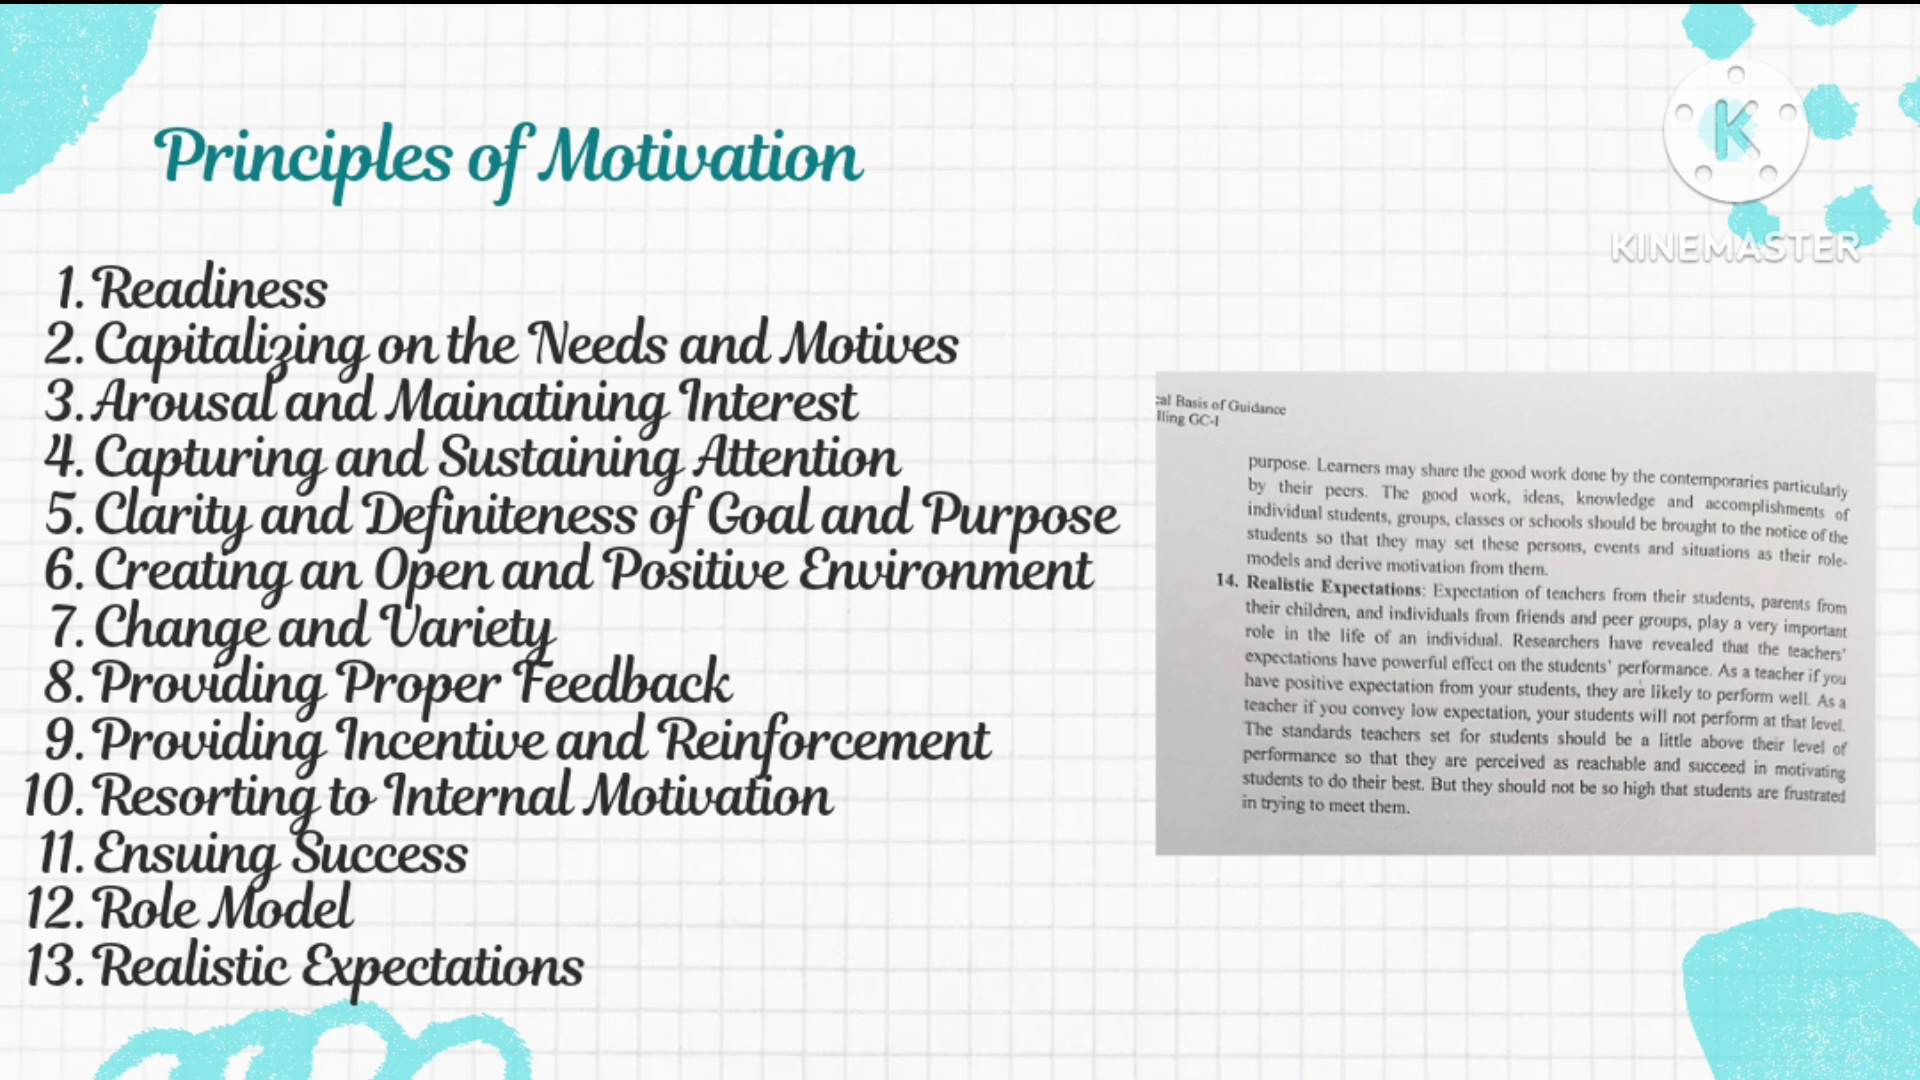 Principles of Motivation
1. Readiness
2. Capitalizing on the Needs and Motives
3. Arousal and Mainatining Interest
4. Capturing and Sustaining Attention
5. Clarity and Definiteness of Goal and Purpose
6. Creating an Open and Positive Environment
7. Change and Variety
8. Providing Proper Feedback
9. Providing Incentive and Reinforcement
10. Resorting to Internal Motivation
11. Ensuing Success
12. Role Model
13. Realistic Expectations
K
KINEMASTER
cal Basis of Guidance
lling GC-I
purpose. Learners may share the good work done by the contemporaries particularly
by their peers. The good work, ideas, knowledge and accomplishments of
individual students, groups, classes or schools should be brought to the notice of the
students so that they may set these persons, events and situations as their role-
models and derive motivation from them.
14. Realistic Expectations: Expectation of teachers from their students, parents from
their children, and individuals from friends and peer groups, play a very important
role in the life of an individual. Researchers have revealed that the teachers'
expectations have powerful effect on the students' performance. As a teacher if you
have positive expectation from your students, they are likely to perform well. As a
teacher if you convey low expectation, your students will not perform at that level.
The standards teachers set for students should be a little above their level of
performance so that they are perceived as reachable and succeed in motivating
students to do their best. But they should not be so high that students are frustrated
in trying to meet them.